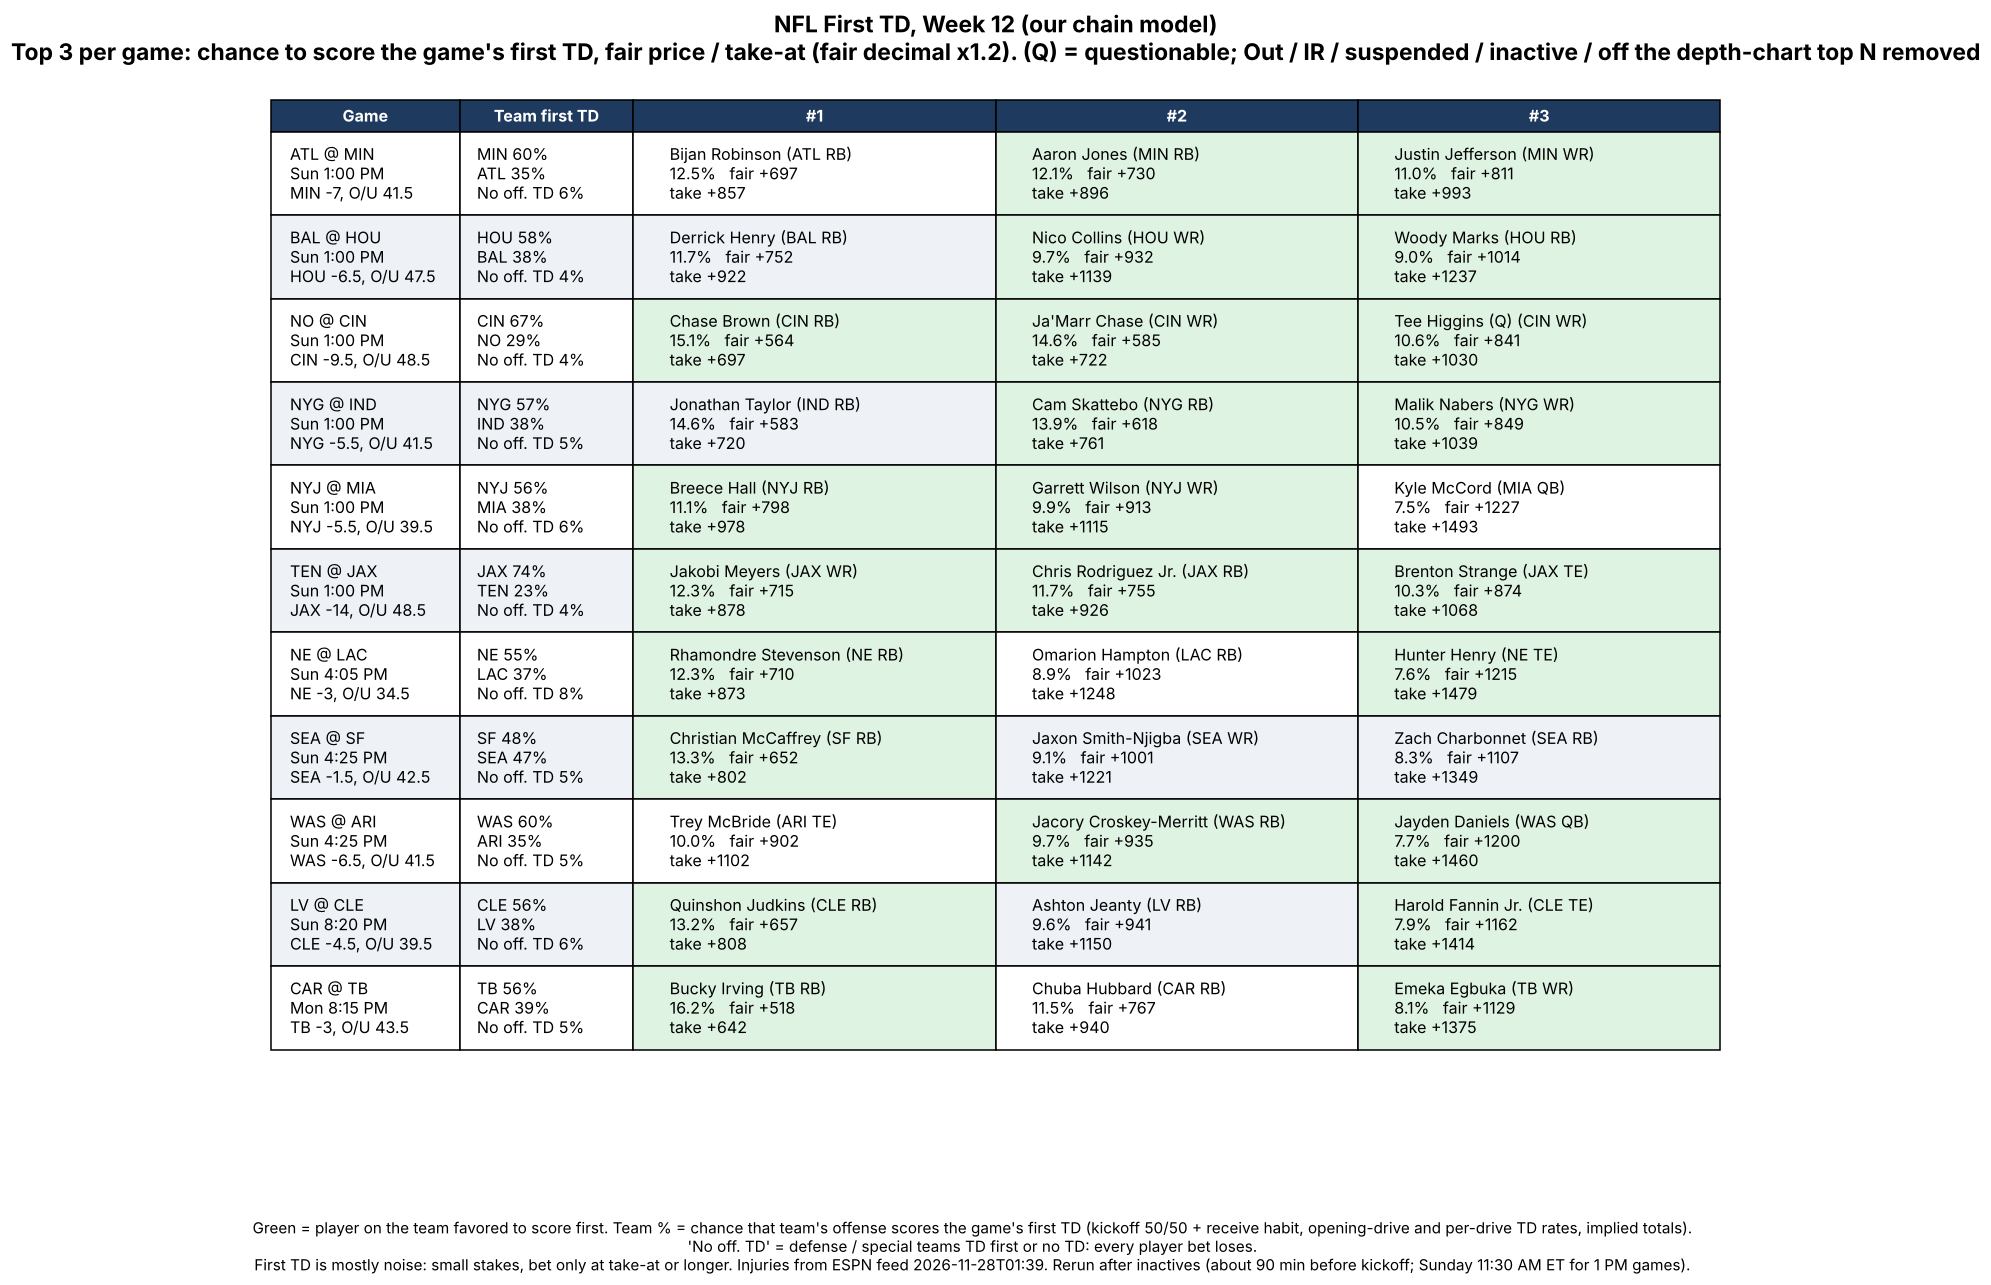 NFL First TD, Week 12 (our chain model)
Top 3 per game: chance to score the game's first TD, fair price / take-at (fair decimal x1.2). (Q) = questionable; Out / IR / suspended / inactive / off the depth-chart top N removed
Game Team first TD #1 #2 #3
ATL @ MIN MIN 60% Bijan Robinson (ATL RB) Aaron Jones (MIN RB) Justin Jefferson (MIN WR)
Sun 1:00 PM ATL 35% 12.5% fair +697 12.1% fair +730 11.0% fair +811
MIN -7, O/U 41.5 No off. TD 6% take +857 take +896 take +993
BAL @ HOU HOU 58% Derrick Henry (BAL RB) Nico Collins (HOU WR) Woody Marks (HOU RB)
Sun 1:00 PM BAL 38% 11.7% fair +752 9.7% fair +932 9.0% fair +1014
HOU -6.5, O/U 47.5 No off. TD 4% take +922 take +1139 take +1237
NO @ CIN CIN 67% Chase Brown (CIN RB) Ja'Marr Chase (CIN WR) Tee Higgins (Q) (CIN WR)
Sun 1:00 PM NO 29% 15.1% fair +564 14.6% fair +585 10.6% fair +841
CIN -9.5, O/U 48.5 No off. TD 4% take +697 take +722 take +1030
NYG @ IND NYG 57% Jonathan Taylor (IND RB) Cam Skattebo (NYG RB) Malik Nabers (NYG WR)
Sun 1:00 PM IND 38% 14.6% fair +583 13.9% fair +618 10.5% fair +849
NYG -5.5, O/U 41.5 No off. TD 5% take +720 take +761 take +1039
NYJ @ MIA NYJ 56% Breece Hall (NYJ RB) Garrett Wilson (NYJ WR) Kyle McCord (MIA QB)
Sun 1:00 PM MIA 38% 11.1% fair +798 9.9% fair +913 7.5% fair +1227
NYJ -5.5, O/U 39.5 No off. TD 6% take +978 take +1115 take +1493
TEN @ JAX JAX 74% Jakobi Meyers (JAX WR) Chris Rodriguez Jr. (JAX RB) Brenton Strange (JAX TE)
Sun 1:00 PM TEN 23% 12.3% fair +715 11.7% fair +755 10.3% fair +874
JAX -14, O/U 48.5 No off. TD 4% take +878 take +926 take +1068
NE @ LAC NE 55% Rhamondre Stevenson (NE RB) Omarion Hampton (LAC RB) Hunter Henry (NE TE)
Sun 4:05 PM LAC 37% 12.3% fair +710 8.9% fair +1023 7.6% fair +1215
NE -3, O/U 34.5 No off. TD 8% take +873 take +1248 take +1479
SEA @ SF SF 48% Christian McCaffrey (SF RB) Jaxon Smith-Njigba (SEA WR) Zach Charbonnet (SEA RB)
Sun 4:25 PM SEA 47% 13.3% fair +652 9.1% fair +1001 8.3% fair +1107
SEA -1.5, O/U 42.5 No off. TD 5% take +802 take +1221 take +1349
WAS @ ARI WAS 60% Trey McBride (ARI TE) Jacory Croskey-Merritt (WAS RB) Jayden Daniels (WAS QB)
Sun 4:25 PM ARI 35% 10.0% fair +902 9.7% fair +935 7.7% fair +1200
WAS -6.5, O/U 41.5 No off. TD 5% take +1102 take +1142 take +1460
LV @ CLE CLE 56% Quinshon Judkins (CLE RB) Ashton Jeanty (LV RB) Harold Fannin Jr. (CLE TE)
Sun 8:20 PM LV 38% 13.2% fair +657 9.6% fair +941 7.9% fair +1162
CLE -4.5, O/U 39.5 No off. TD 6% take +808 take +1150 take +1414
CAR @ TB TB 56% Bucky Irving (TB RB) Chuba Hubbard (CAR RB) Emeka Egbuka (TB WR)
Mon 8:15 PM CAR 39% 16.2% fair +518 11.5% fair +767 8.1% fair +1129
TB -3, O/U 43.5 No off. TD 5% take +642 take +940 take +1375
Green = player on the team favored to score first. Team % = chance that team's offense scores the game's first TD (kickoff 50/50 + receive habit, opening-drive and per-drive TD rates, implied totals).
'No off. TD' = defense / special teams TD first or no TD: every player bet loses.
First TD is mostly noise: small stakes, bet only at take-at or longer. Injuries from ESPN feed 2026-11-28T01:39. Rerun after inactives (about 90 min before kickoff; Sunday 11:30 AM ET for 1 PM games).